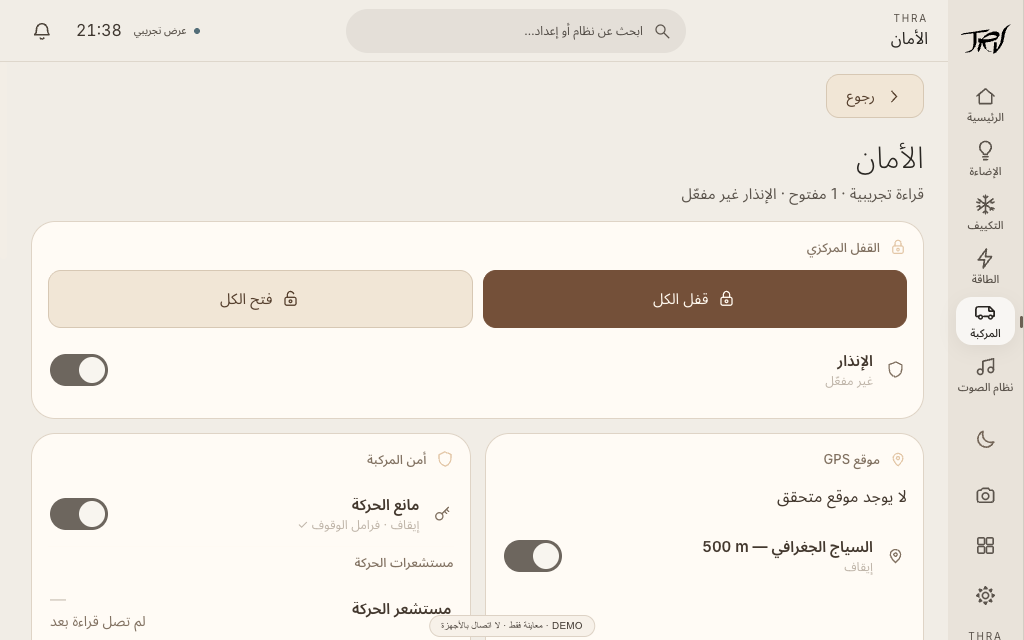 THRA
الأمان
ابحث عن نظام أو إعداد...
عرض تجريبي
21:38
الرئيسية
الإضاءة
التكييف
الطاقة
المركبة
نظام الصوت
THRA
رجوع
الأمان
قراءة تجريبية · 1 مفتوح · الإنذار غير مفعّل
القفل المركزي
قفل الكل
فتح الكل
الإنذار
غير مفعّل
موقع GPS
لا يوجد موقع متحقق
السياج الجغرافي — 500 m
إيقاف
أمن المركبة
مانع الحركة
إيقاف · فرامل الوقوف ✓
مستشعرات الحركة
مستشعر الحركة
—
لم تصل قراءة بعد
DEMO · معاينة فقط · لا اتصال بالأجهزة